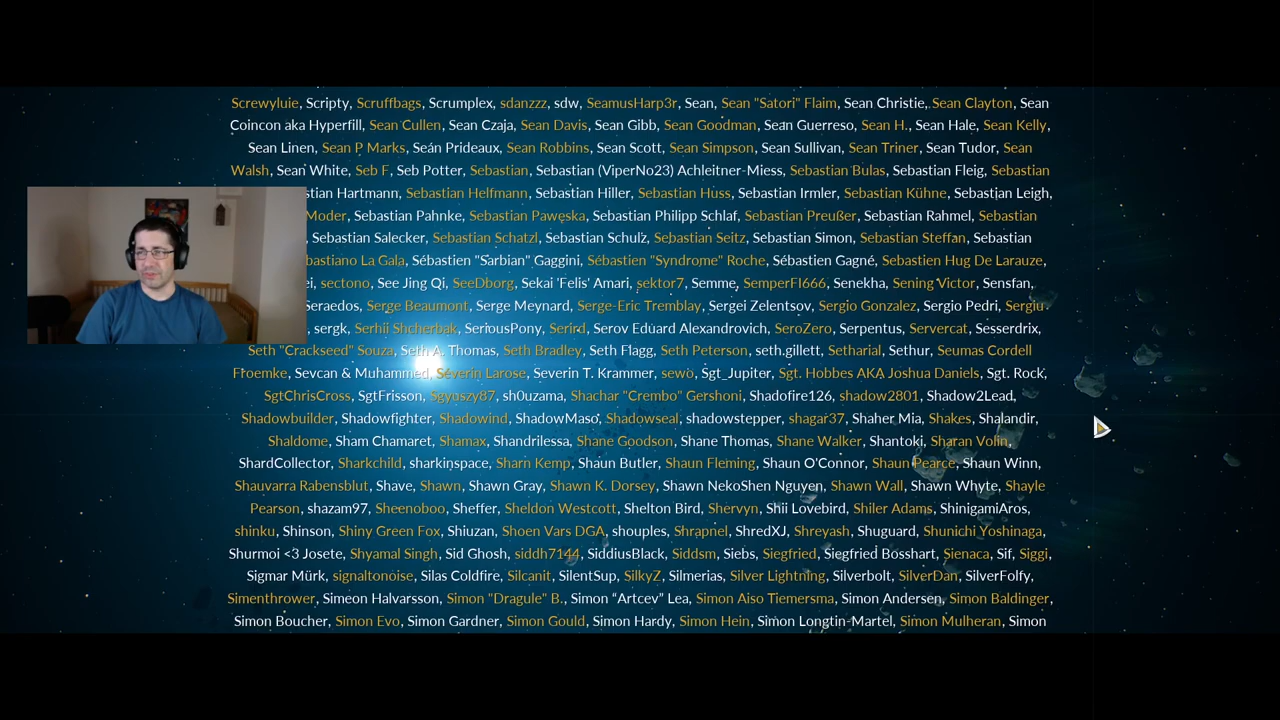 Screwyluie, Scripty, Scruffbags, Scrumplex, sdanzzz, sdw, SeamusHarp3r, Sean, Sean "Satori" Flaim, Sean Christie, Sean Clayton, Sean
Coincon aka Hyperfill, Sean Cullen, Sean Czaja, Sean Davis, Sean Gibb, Sean Goodman, Sean Guerreso, Sean H., Sean Hale, Sean Kelly,
Sean Linen, Sean P Marks, Seán Prideaux, Sean Robbins, Sean Scott, Sean Simpson, Sean Sullivan, Sean Triner, Sean Tudor, Sean
Walsh, Sean White, Seb F, Seb Potter, Sebastian, Sebastian (ViperNo23) Achleitner-Miess, Sebastian Bulas, Sebastian Fleig, Sebastian
stian Hartmann, Sebastian Helfmann, Sebastian Hiller, Sebastian Huss, Sebastian Irmler, Sebastian Kühne, Sebastian Leigh,
Moder, Sebastian Pahnke, Sebastian Pawęska, Sebastian Philipp Schlaf, Sebastian Preußer, Sebastian Rahmel, Sebastian
, Sebastian Salecker, Sebastian Schatzl, Sebastian Schulz, Sebastian Seitz, Sebastian Simon, Sebastian Steffan, Sebastian
bastiano La Gala, Sébastien "Sarbian" Gaggini, Sébastien "Syndrome" Roche, Sébastien Gagné, Sebastien Hug De Larauze,
ei, sectono, See Jing Qi, SeeDborg, Sekai 'Felis' Amari, sektor7, Semme, SemperFI666, Senekha, Sening Victor, Sensfan,
Seraedos, Serge Beaumont, Serge Meynard, Serge-Eric Tremblay, Sergei Zelentsov, Sergio Gonzalez, Sergio Pedri, Sergiu
, sergk, Serhii Shcherbak, SeriousPony, Serird, Serov Eduard Alexandrovich, SeroZero, Serpentus, Servercat, Sesserdrix,
Seth "Crackseed" Souza, Seth A. Thomas, Seth Bradley, Seth Flagg, Seth Peterson, seth.gillett, Setharial, Sethur, Seumas Cordell
Froemke, Sevcan & Muhammed, Séverin Larose, Severin T. Krammer, sewo, Sgt_Jupiter, Sgt. Hobbes AKA Joshua Daniels, Sgt. Rock,
SgtChrisCross, SgtFrisson, Sgyuszy87, sh0uzama, Shachar "Crembo" Gershoni, Shadofire126, shadow2801, Shadow2Lead,
Shadowbuilder, Shadowfighter, Shadowind, ShadowMaso, Shadowseal, shadowstepper, shagar37, Shaher Mia, Shakes, Shalandir,
Shaldome, Sham Chamaret, Shamax, Shandrilessa, Shane Goodson, Shane Thomas, Shane Walker, Shantoki, Sharan Volin,
ShardCollector, Sharkchild, sharkinspace, Sharn Kemp, Shaun Butler, Shaun Fleming, Shaun O'Connor, Shaun Pearce, Shaun Winn,
Shauvarra Rabensblut, Shave, Shawn, Shawn Gray, Shawn K. Dorsey, Shawn NekoShen Nguyen, Shawn Wall, Shawn Whyte, Shayle
Pearson, shazam97, Sheenoboo, Sheffer, Sheldon Westcott, Shelton Bird, Shervyn, Shii Lovebird, Shiler Adams, ShinigamiAros,
shinku, Shinson, Shiny Green Fox, Shiuzan, Shoen Vars DGA, shouples, Shrapnel, ShredXJ, Shreyash, Shuguard, Shunichi Yoshinaga,
Shurmoi <3 Josete, Shyamal Singh, Sid Ghosh, siddh7144, SiddiusBlack, Siddsm, Siebs, Siegfried, Siegfried Bosshart, Sienaca, Sif, Siggi,
Sigmar Mürk, signaltonoise, Silas Coldfire, Silcanit, SilentSup, SilkyZ, Silmerias, Silver Lightning, Silverbolt, SilverDan, SilverFolfy,
Simenthrower, Simeon Halvarsson, Simon "Dragule" B., Simon “Artcev” Lea, Simon Aiso Tiemersma, Simon Andersen, Simon Baldinger,
Simon Boucher, Simon Evo, Simon Gardner, Simon Gould, Simon Hardy, Simon Hein, Simon Longtin-Martel, Simon Mulheran, Simon